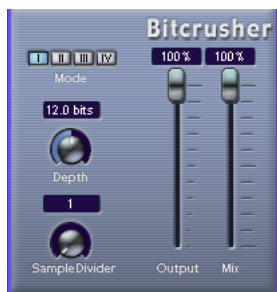 Bitcrusher
I II III IV
Mode
100 % 100 %
12.0 bits
Depth
1
Sample Divider
Output Mix